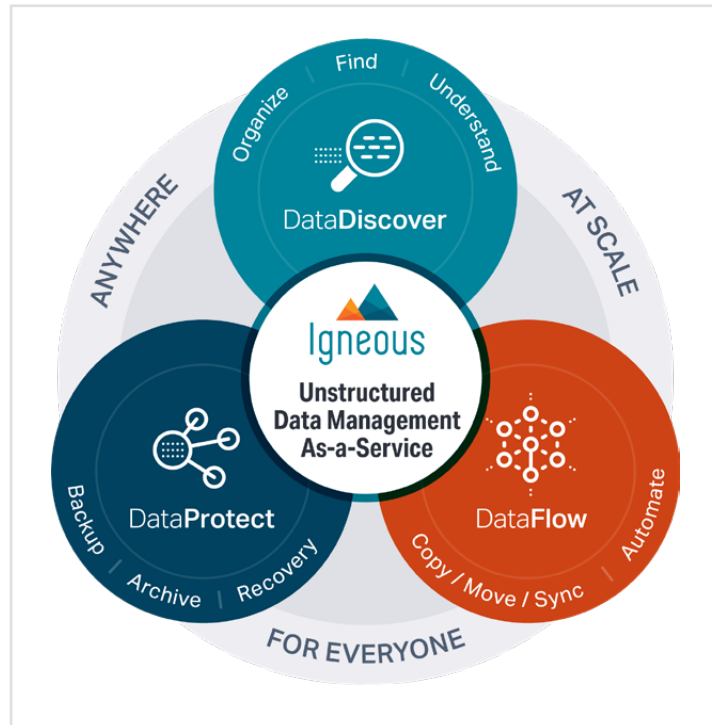 Organize | Find | Understand
DataDiscover
ANYWHERE
AT SCALE
Igneous
Unstructured
Data Management
As-a-Service
DataProtect
Backup | Archive | Recovery
DataFlow
Copy / Move / Sync | Automate
FOR EVERYONE